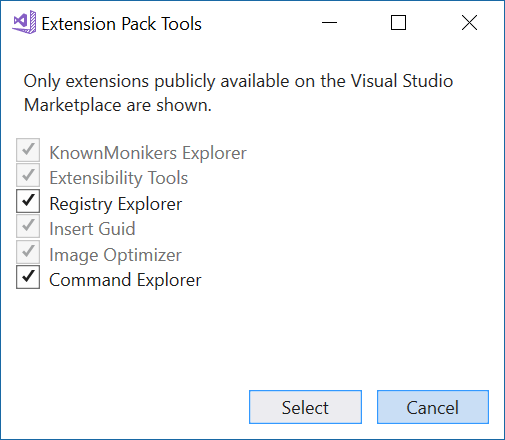 Extension Pack Tools
Only extensions publicly available on the Visual Studio
Marketplace are shown.
KnownMonikers Explorer
Extensibility Tools
Registry Explorer
Insert Guid
Image Optimizer
Command Explorer
Select Cancel